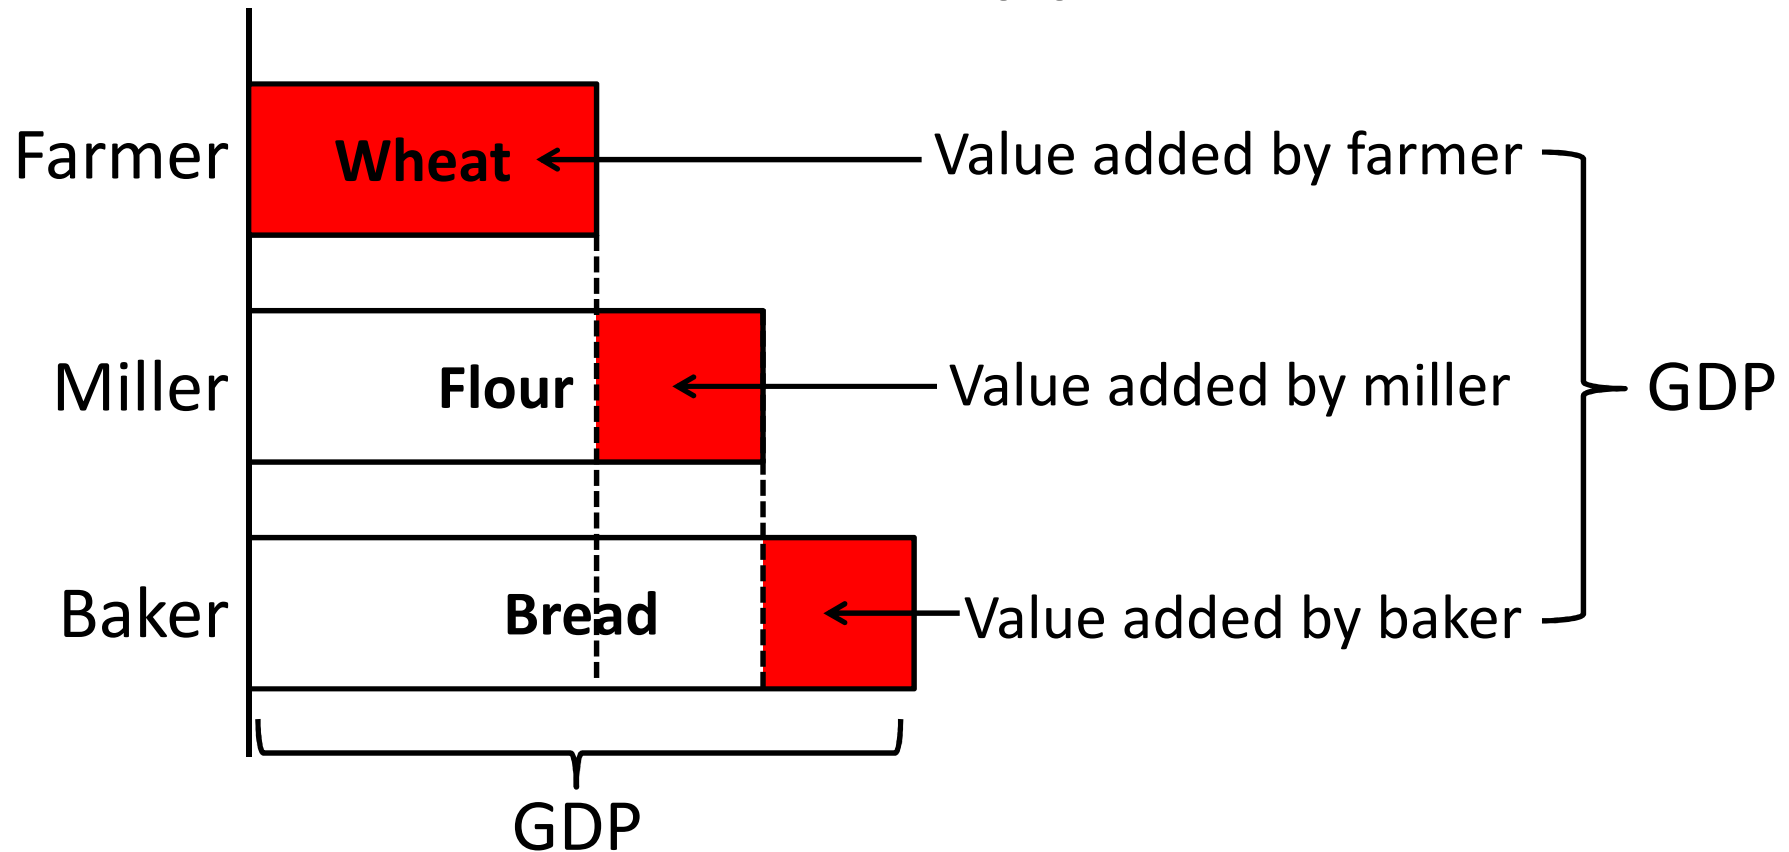 Farmer
Wheat
Value added by farmer
Miller
Flour
Value added by miller
GDP
Baker
Bread
Value added by baker
GDP